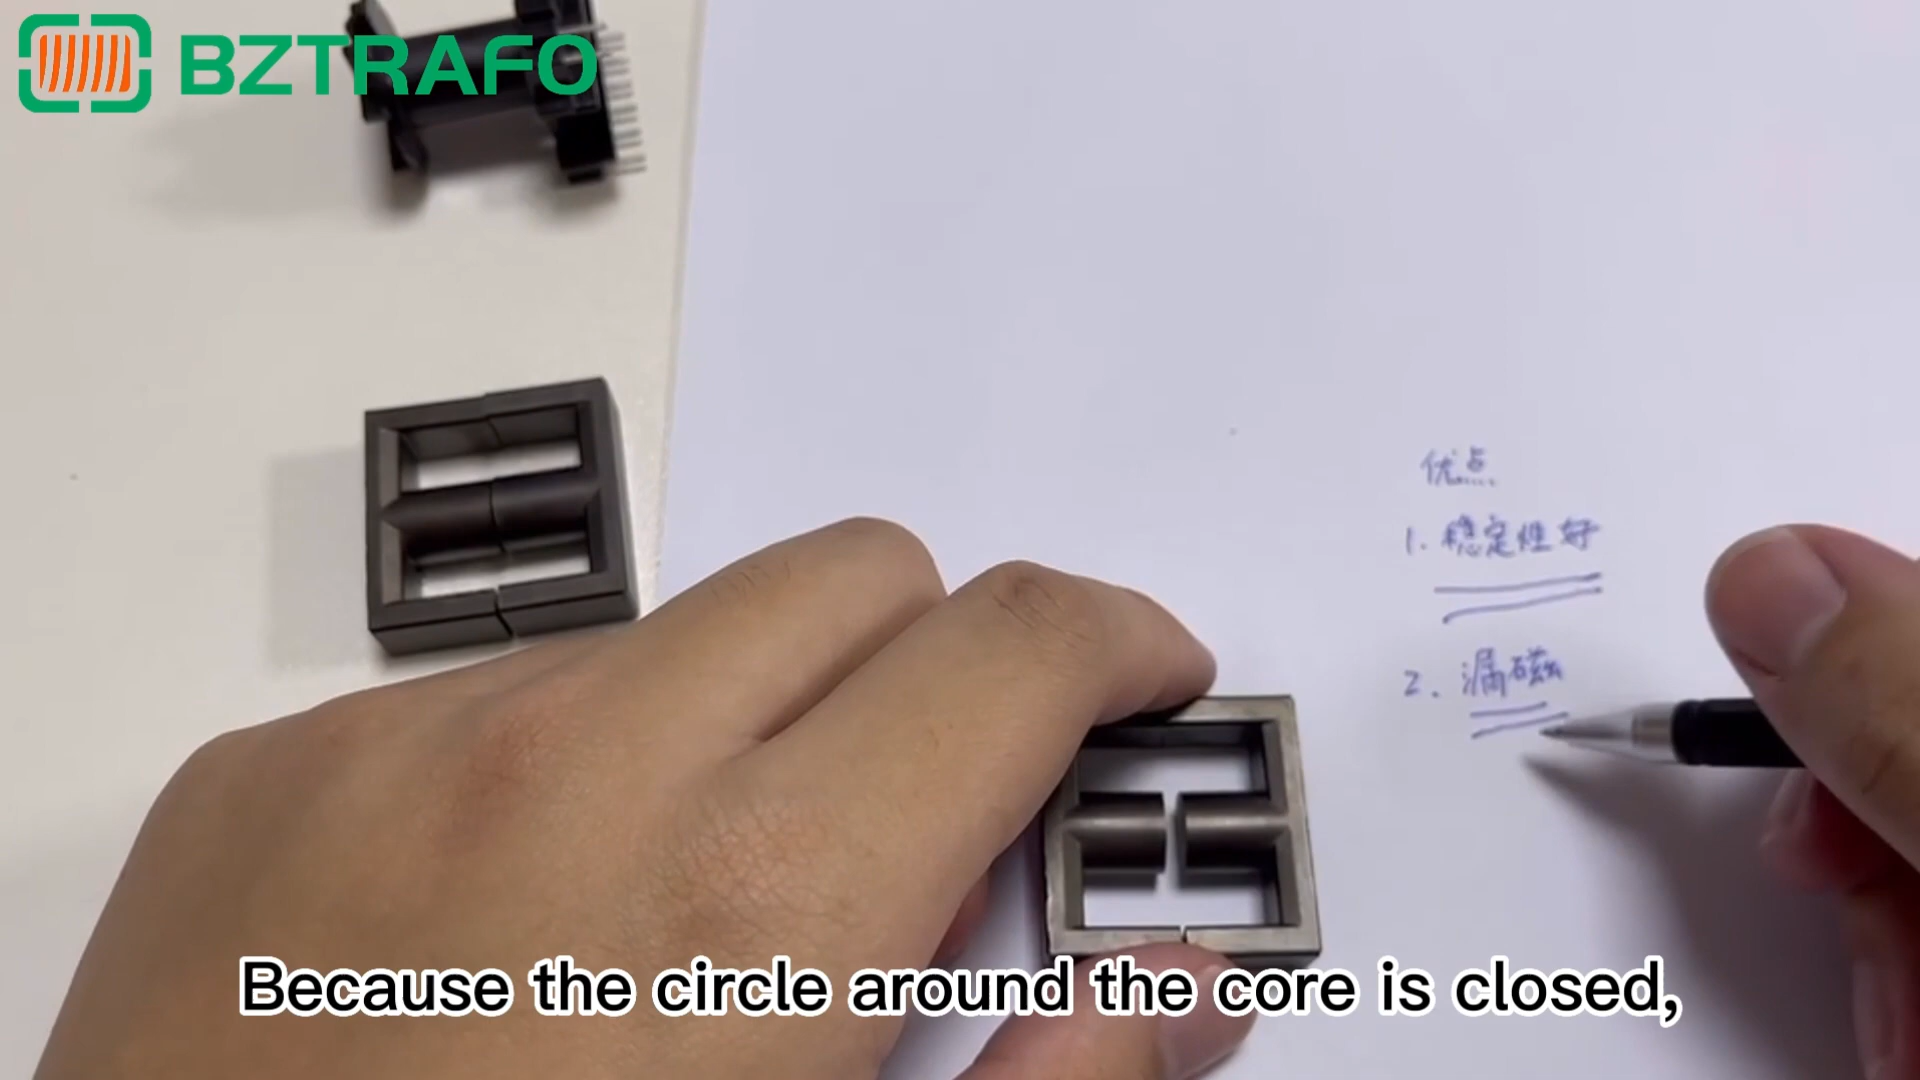 BZTRAFO
优点
1. 稳定性好
2. 漏磁
Because the circle around the core is closed,